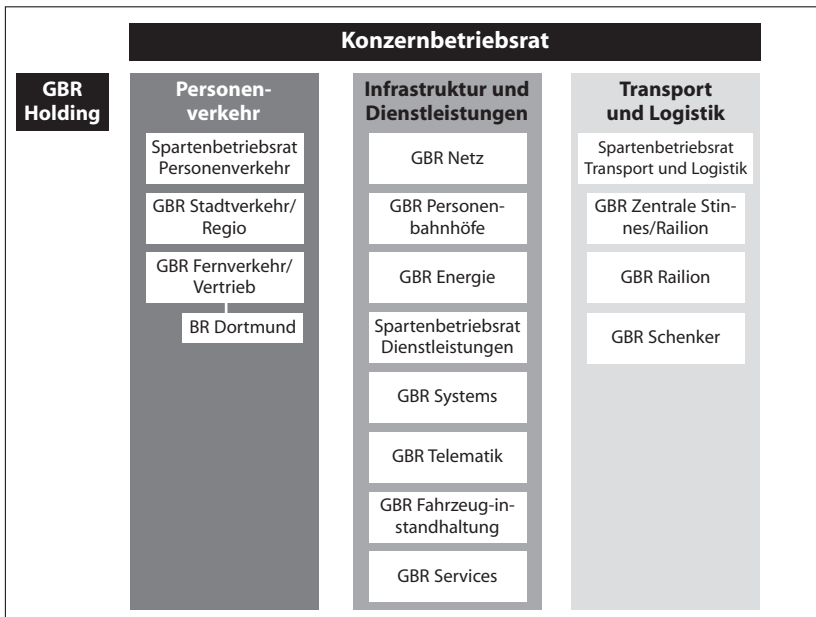 Konzernbetriebsrat
GBR
Holding
Personen-
verkehr
Spartenbetriebsrat
Personenverkehr
GBR Stadtverkehr/
Regio
GBR Fernverkehr/
Vertrieb
BR Dortmund
Infrastruktur und
Dienstleistungen
GBR Netz
GBR Personen-
bahnhöfe
GBR Energie
Spartenbetriebsrat
Dienstleistungen
GBR Systems
GBR Telematik
GBR Fahrzeug-in-
standhaltung
GBR Services
Transport
und Logistik
Spartenbetriebsrat
Transport und Logistik
GBR Zentrale Stin-
nes/Railion
GBR Railion
GBR Schenker